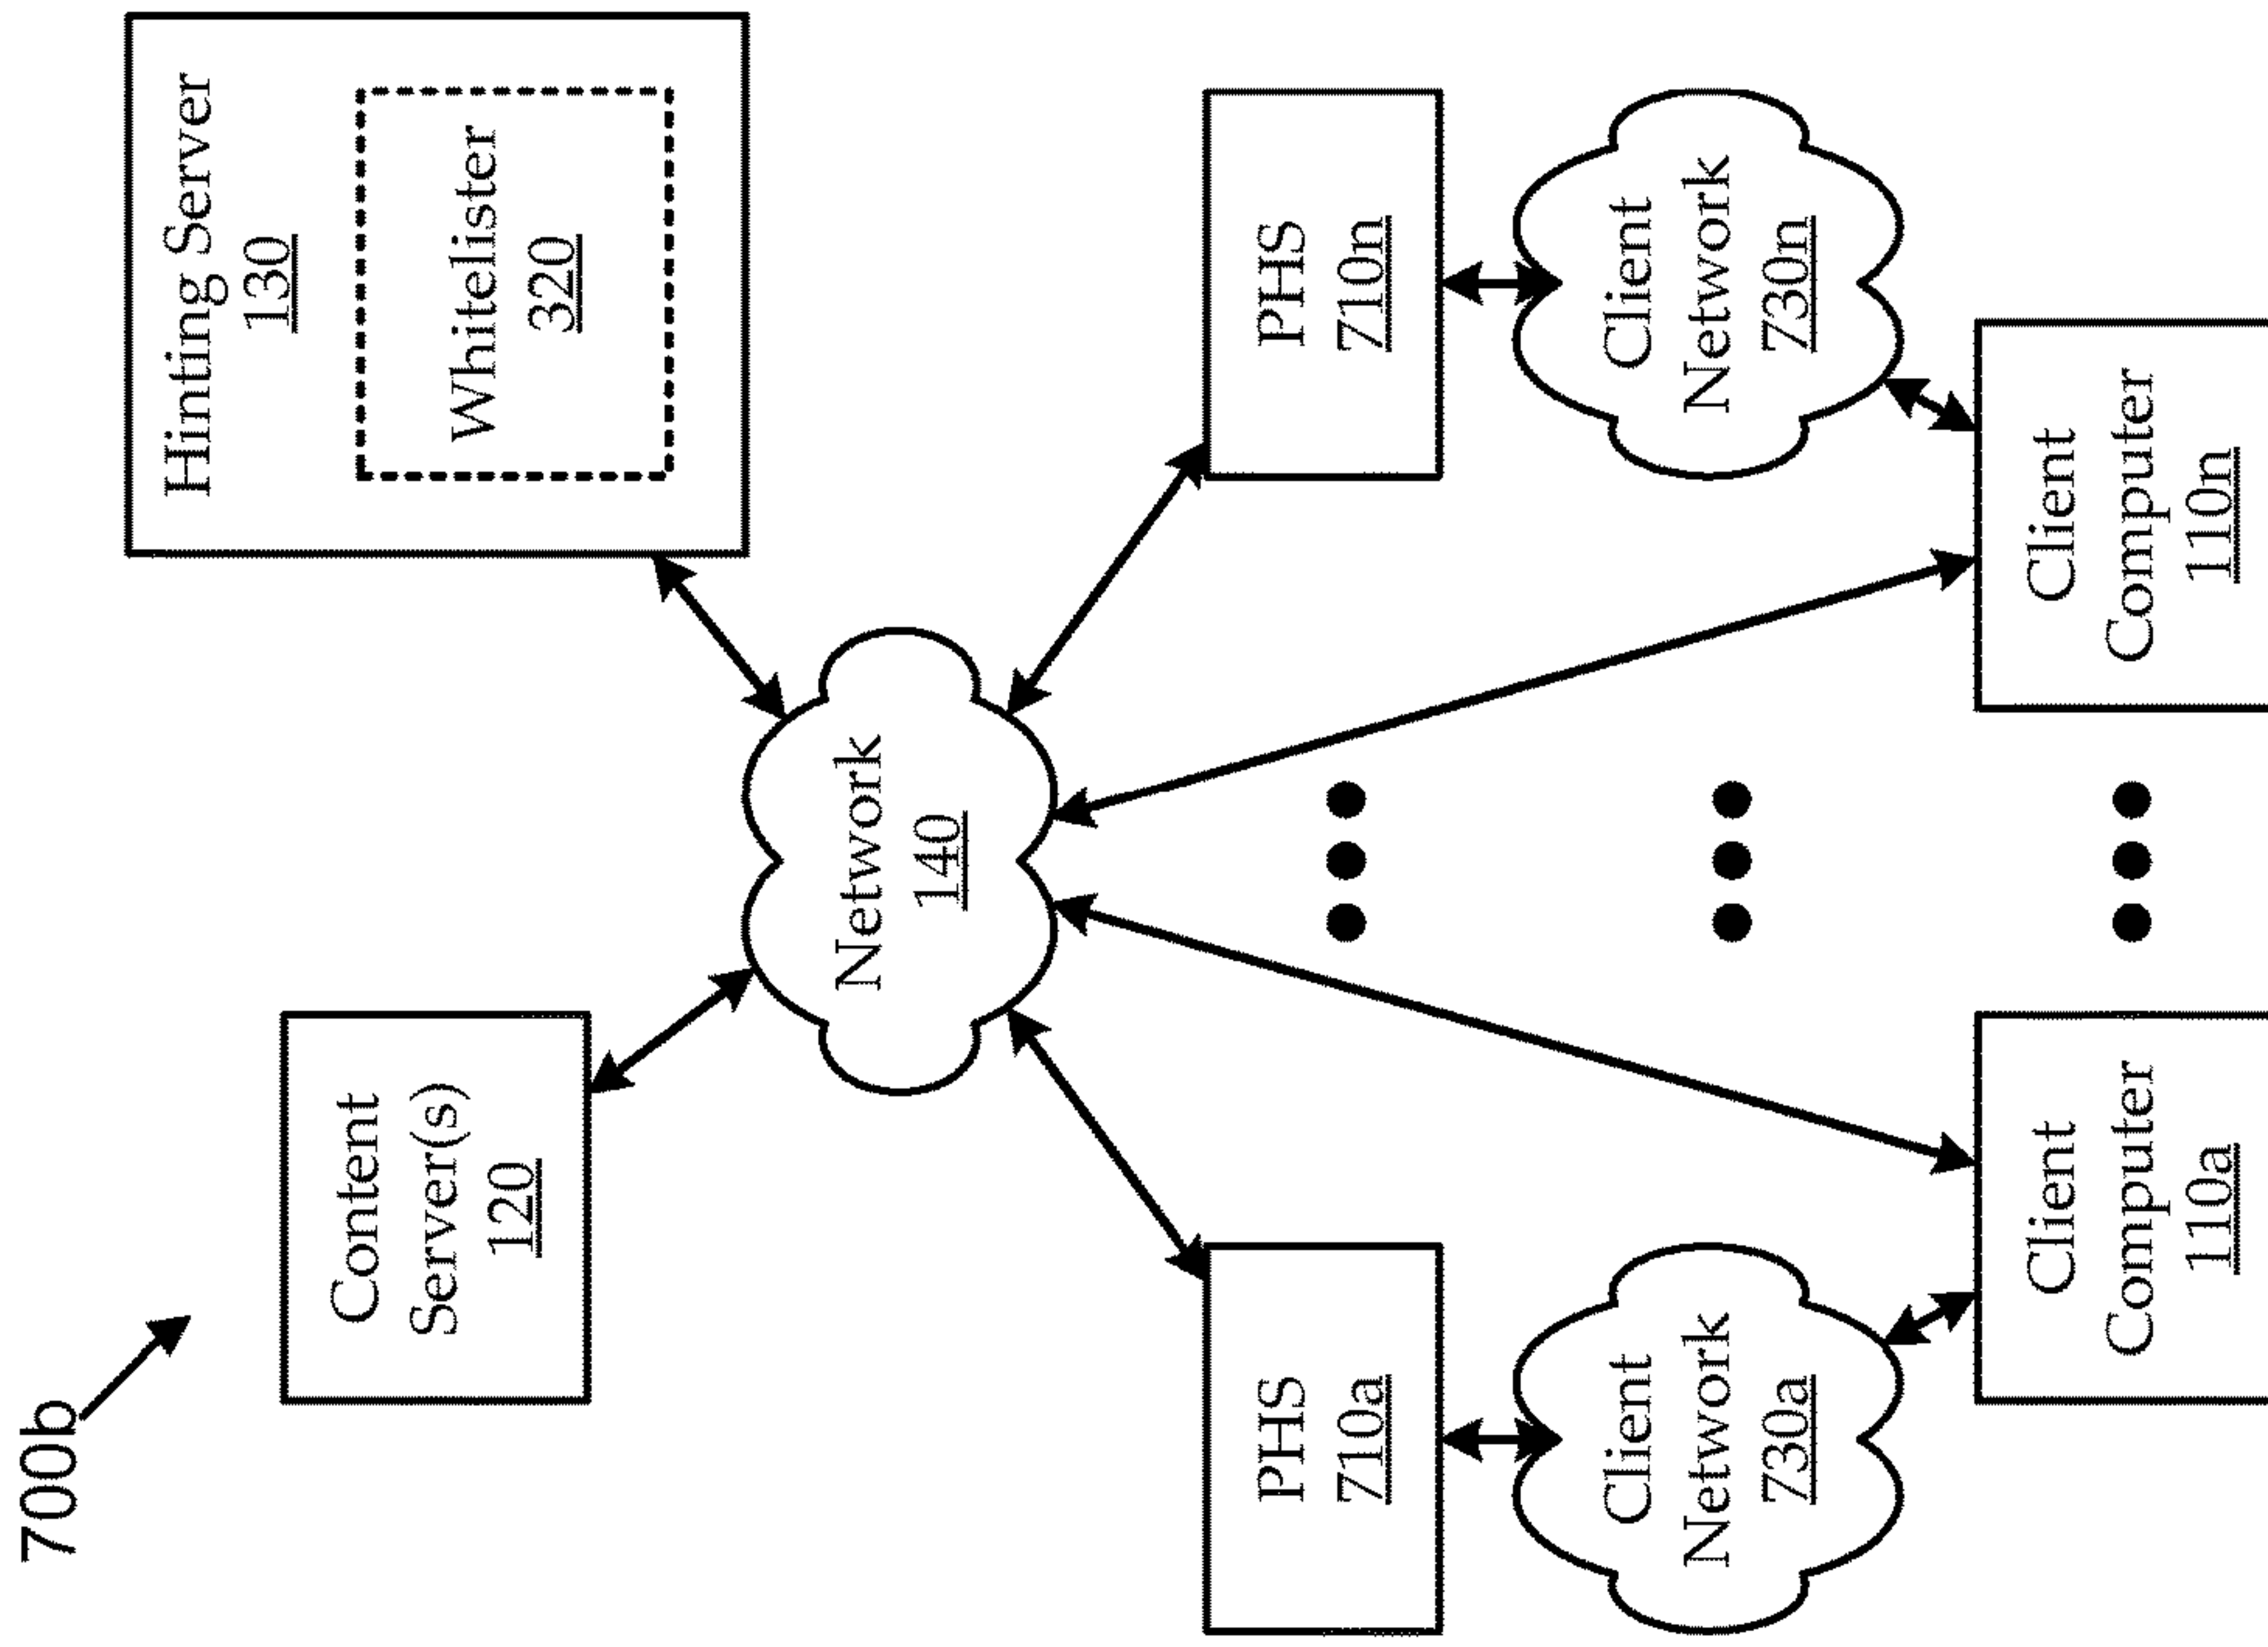 700b
Hinting Server
130
Whitelister
320
Content
Server(s)
120
Network
140
PHS
710a
PHS
710n
Client
Network
730a
Client
Network
730n
Client
Computer
110a
Client
Computer
110n